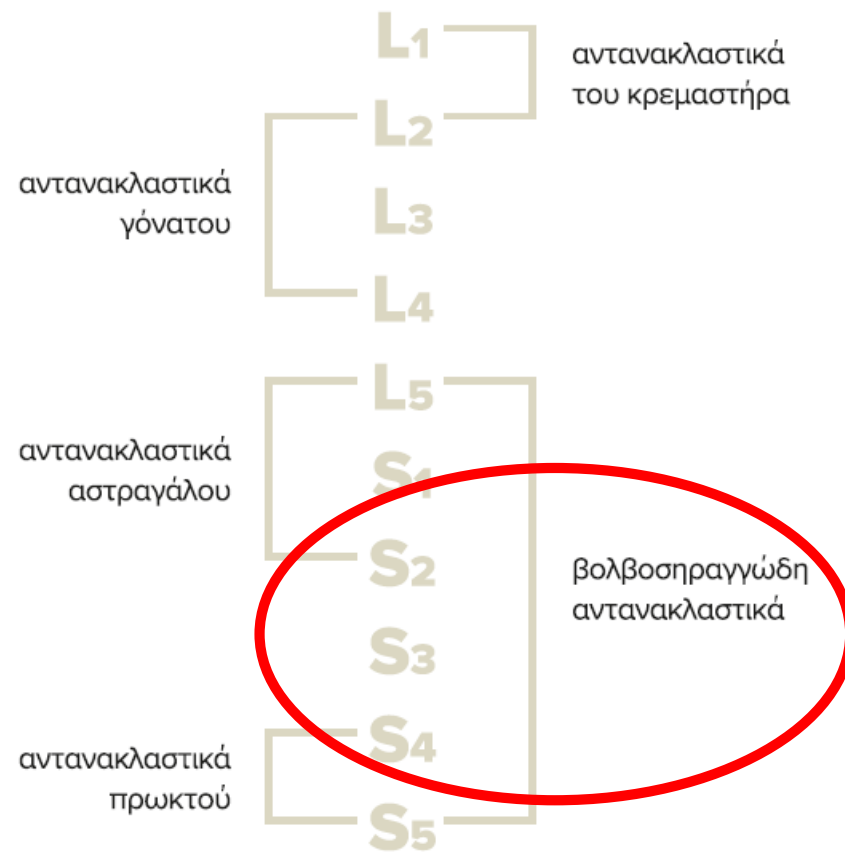 L1
αντανακλαστικά
του κρεμαστήρα
L2
αντανακλαστικά
γόνατου
L3
L4
L5
αντανακλαστικά
αστραγάλου
S1
S2
βολβοσηραγγώδη
αντανακλαστικά
S3
S4
αντανακλαστικά
πρωκτού
S5